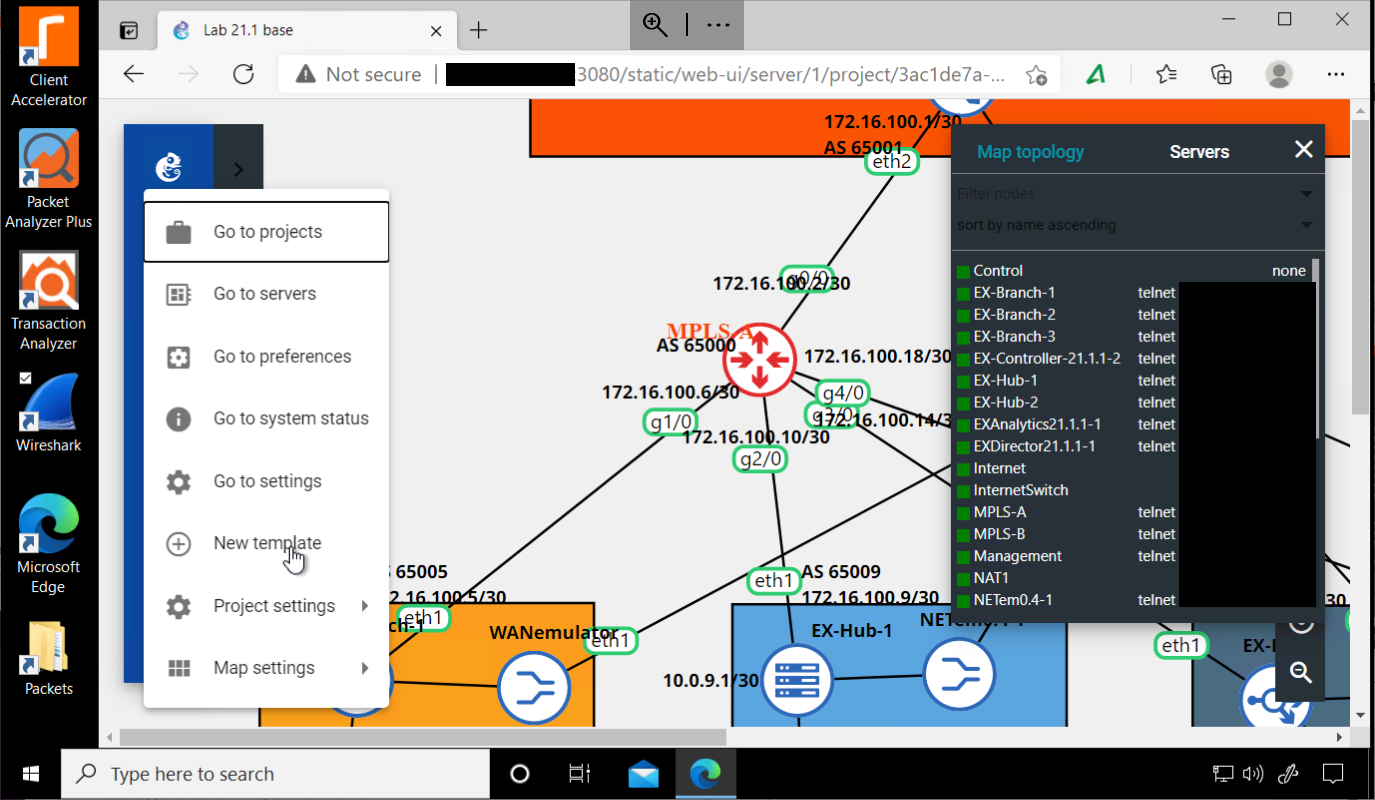 Client
Accelerator
Packet
Analyzer Plus
Transaction
Analyzer
Wireshark
Microsoft
Edge
Packets
Lab 21.1 base
Not secure
:3080/static/web-ui/server/1/project/3ac1de7a-...
Go to projects
Go to servers
Go to preferences
Go to system status
Go to settings
New template
Project settings
Map settings
172.16.100.1/30
AS 65001
eth2
g0/0
172.16.100.2/30
MPLS-A
AS 65000
172.16.100.18/30
172.16.100.6/30
g4/0
g1/0
172.16.100.14/3
172.16.100.10/30
g2/0
65005
2.16.100.5/30
eth1
ch-1
WANemulator
eth1
eth1
AS 65009
172.16.100.9/30
EX-Hub-1
NETem0.4-1
10.0.9.1/30
30
eth1
EX-H
Map topology
Servers
Filter nodes
sort by name ascending
Control none
EX-Branch-1 telnet
EX-Branch-2 telnet
EX-Branch-3 telnet
EX-Controller-21.1.1-2 telnet
EX-Hub-1 telnet
EX-Hub-2 telnet
EXAnalytics21.1.1-1 telnet
EXDirector21.1.1-1 telnet
Internet
InternetSwitch
MPLS-A telnet
MPLS-B telnet
Management telnet
NAT1
NETem0.4-1 telnet
Type here to search